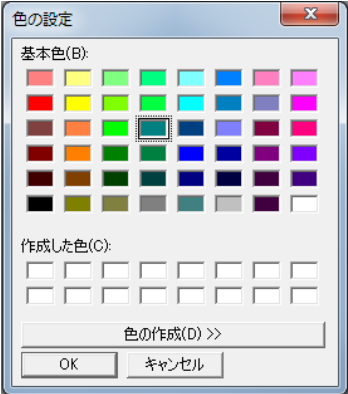 色の設定
基本色(B):
作成した色(C):
色の作成(D) >>
OK
キャンセル